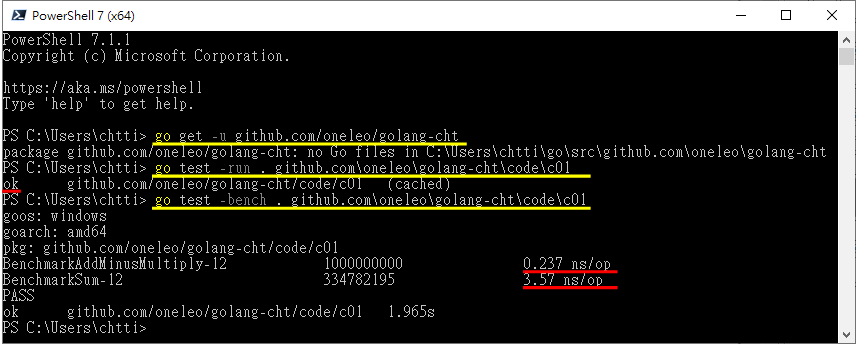 PowerShell 7 (x64)
PowerShell 7.1.1
Copyright (c) Microsoft Corporation.
https://aka.ms/powershell
Type 'help' to get help.
PS C:\Users\chtti> go get -u github.com/oneleo/golang-cht
package github.com/oneleo/golang-cht: no Go files in C:\Users\chtti\go\src\github.com\oneleo\golang-cht
PS C:\Users\chtti> go test -run . github.com\oneleo\golang-cht\code\c01
ok      github.com/oneleo/golang-cht/code/c01   (cached)
PS C:\Users\chtti> go test -bench . github.com\oneleo\golang-cht\code\c01
goos: windows
goarch: amd64
pkg: github.com/oneleo/golang-cht/code/c01
BenchmarkAddMinusMultiply-12            1000000000               0.237 ns/op
BenchmarkSum-12                         334782195                3.57 ns/op
PASS
ok      github.com/oneleo/golang-cht/code/c01   1.965s
PS C:\Users\chtti>